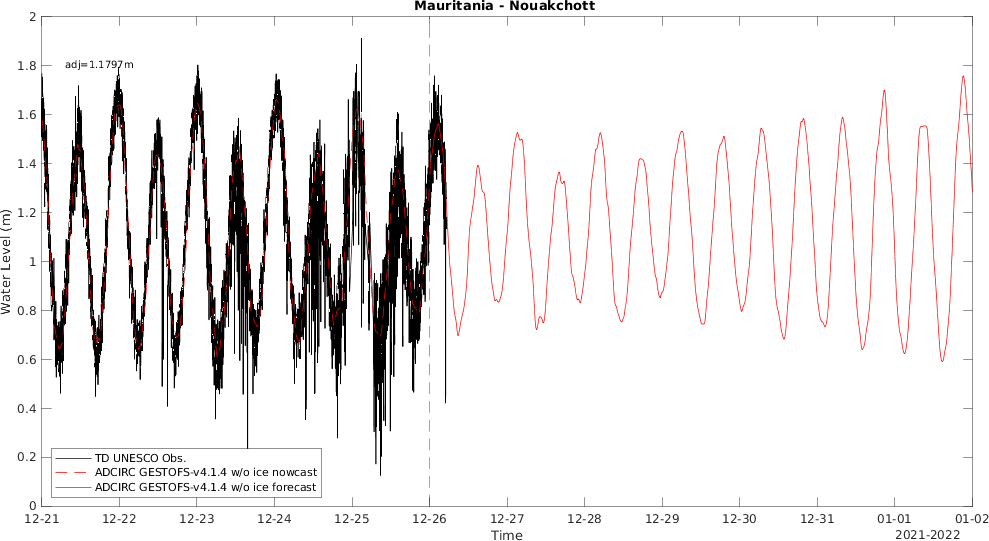 Mauritania - Nouakchott
2
1.8
1.6
1.4
1.2
1
0.8
0.6
0.4
0.2
0
Water Level (m)
adj=1.1797m
TD UNESCO Obs.
ADCIRC GESTOFS-v4.1.4 w/o ice nowcast
ADCIRC GESTOFS-v4.1.4 w/o ice forecast
12-21 12-22 12-23 12-24 12-25 12-26 12-27 12-28 12-29 12-30 12-31 01-01 01-02
Time
2021-2022